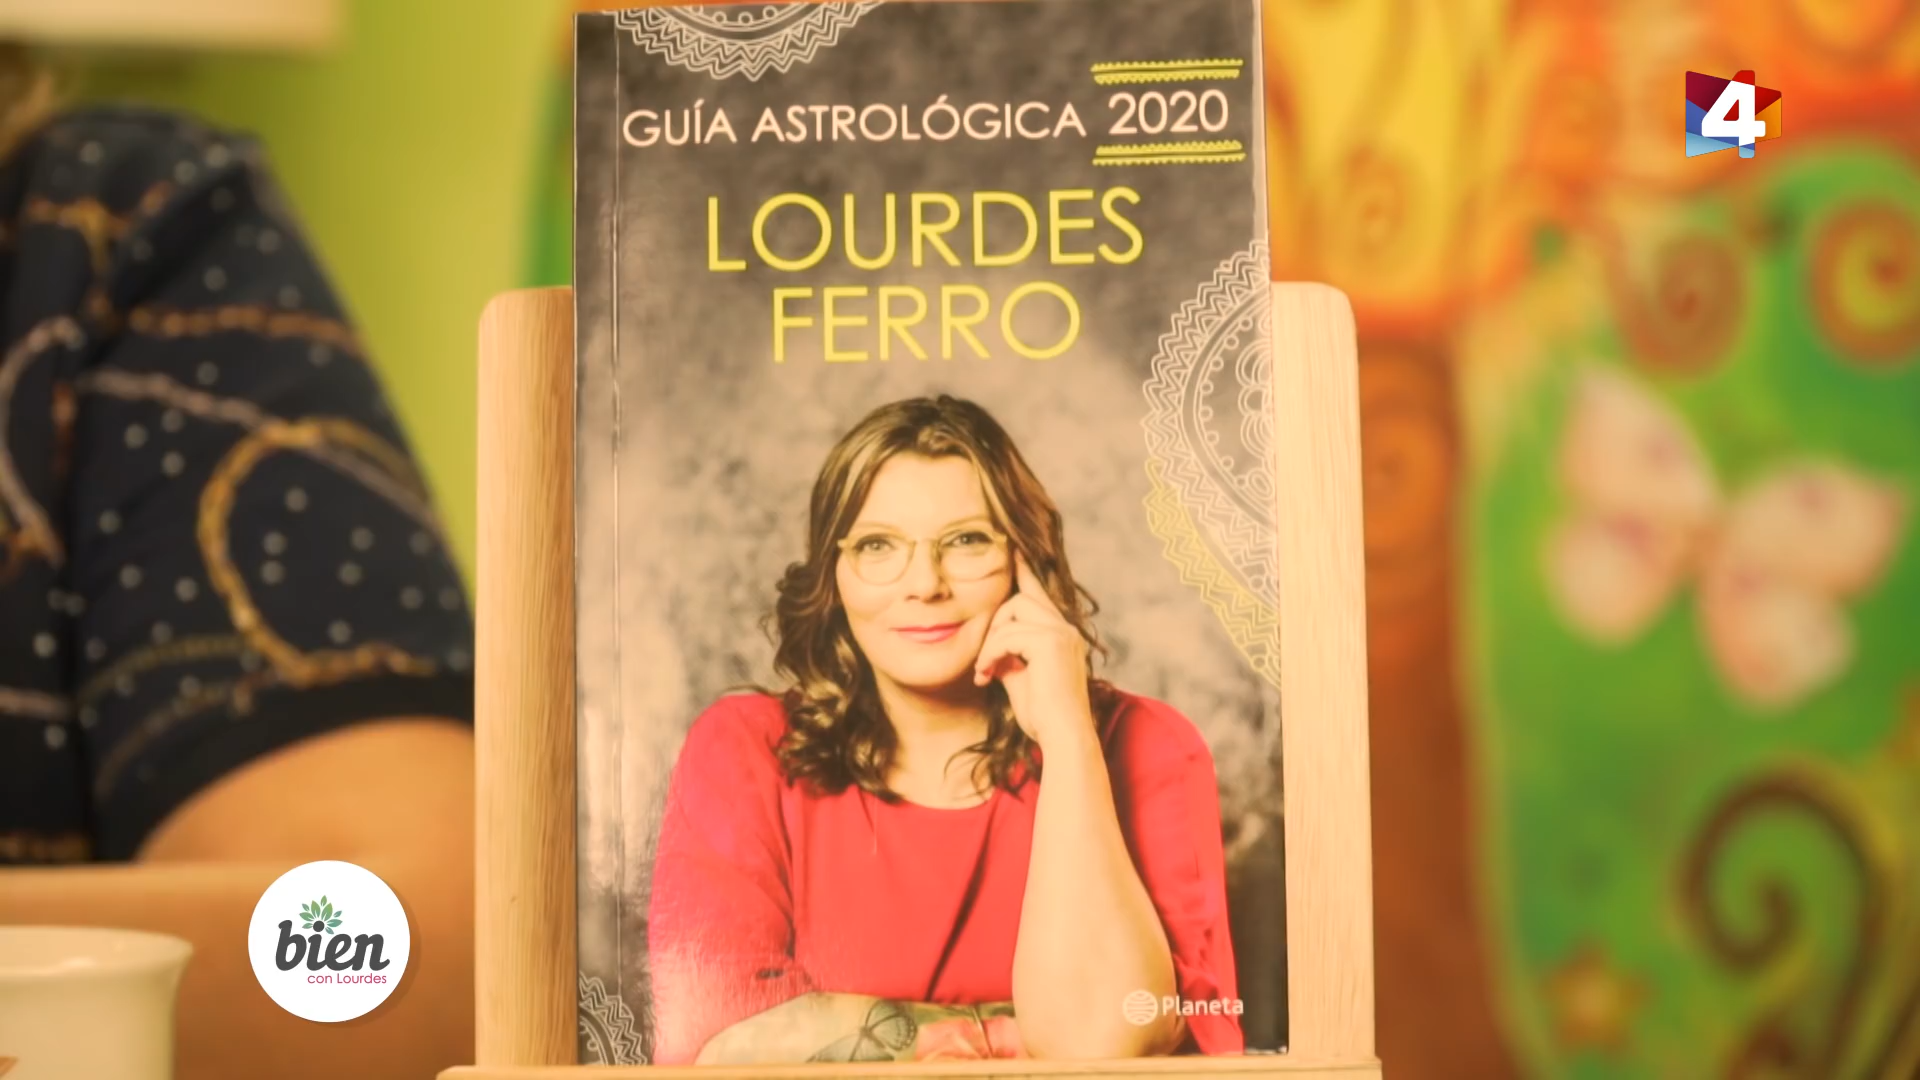 GUÍA ASTROLÓGICA 2020
LOURDES
FERRO
Planeta
4
bien
con Lourdes